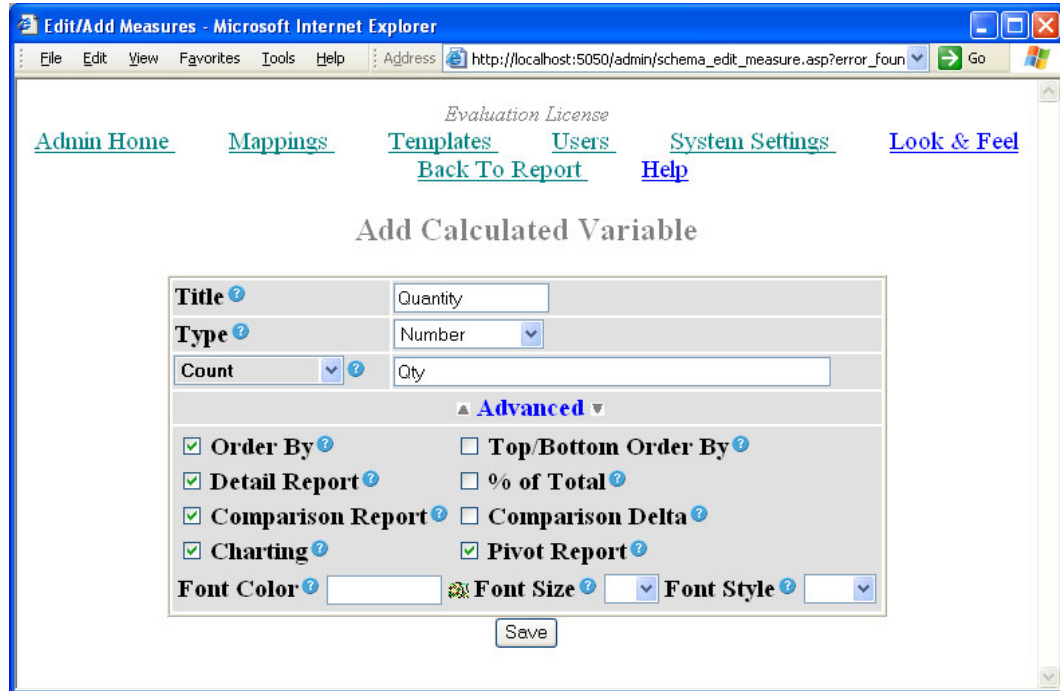 Edit/Add Measures - Microsoft Internet Explorer
File Edit View Favorites Tools Help Address http://localhost:5050/admin/schema_edit_measure.asp?error_foun Go
Evaluation License
Admin Home Mappings Templates Users System Settings Look & Feel
Back To Report Help
Add Calculated Variable
Title ? Quantity
Type ? Number
Count ? Qty
Advanced
Order By ? Top/Bottom Order By ?
Detail Report ? % of Total ?
Comparison Report ? Comparison Delta ?
Charting ? Pivot Report ?
Font Color ? Font Size ? Font Style ?
Save